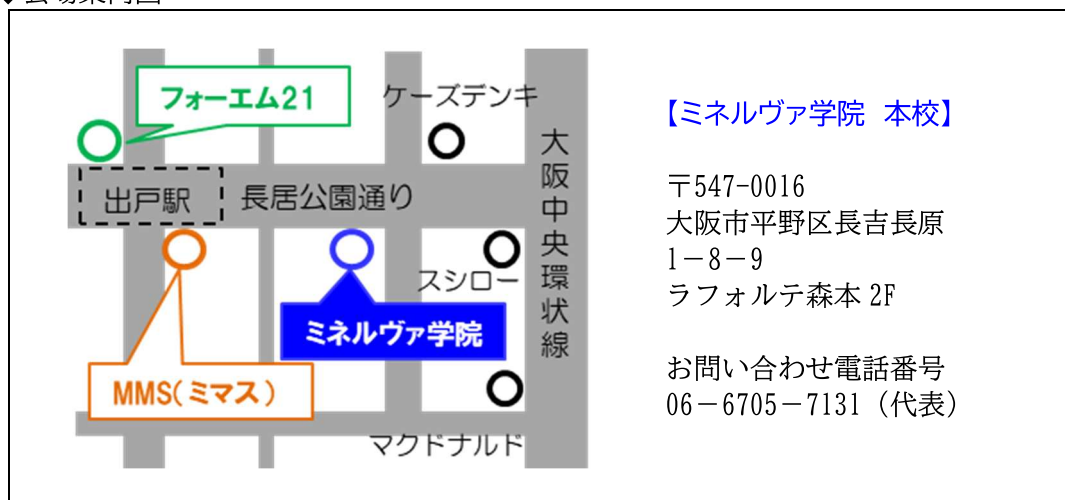 ◆会場案内図
フォーエム21
ケーズデンキ
出戸駅
長居公園通り
大阪中央環状線
スシロー
ミネルヴァ学院
MMS(ミマス)
マクドナルド
【ミネルヴァ学院 本校】
〒547-0016
大阪市平野区長吉長原
1－8－9
ラフォルテ森本 2F
お問い合わせ電話番号
06－6705－7131（代表）